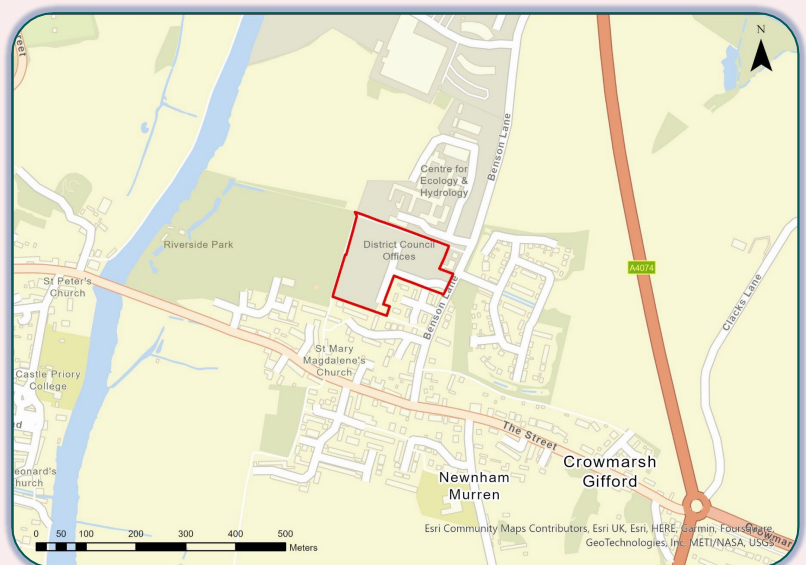 N
Benson Lane
Centre for
Ecology &
Hydrology
District Council
Offices
Riverside Park
A4074
St Peter's
Church
Clacks Lane
Benson Lane
St Mary
Magdalene's
Church
Castle Priory
College
The Street
Crowmarsh
Gifford
Newnham
Murren
eonard's
hurch
Esri Community Maps Contributors, Esri UK, Esri, HERE, Garmin, Foursquare,
GeoTechnologies, Inc, METI/NASA, USGS
Crowmar
0 50 100 200 300 400 500
Meters